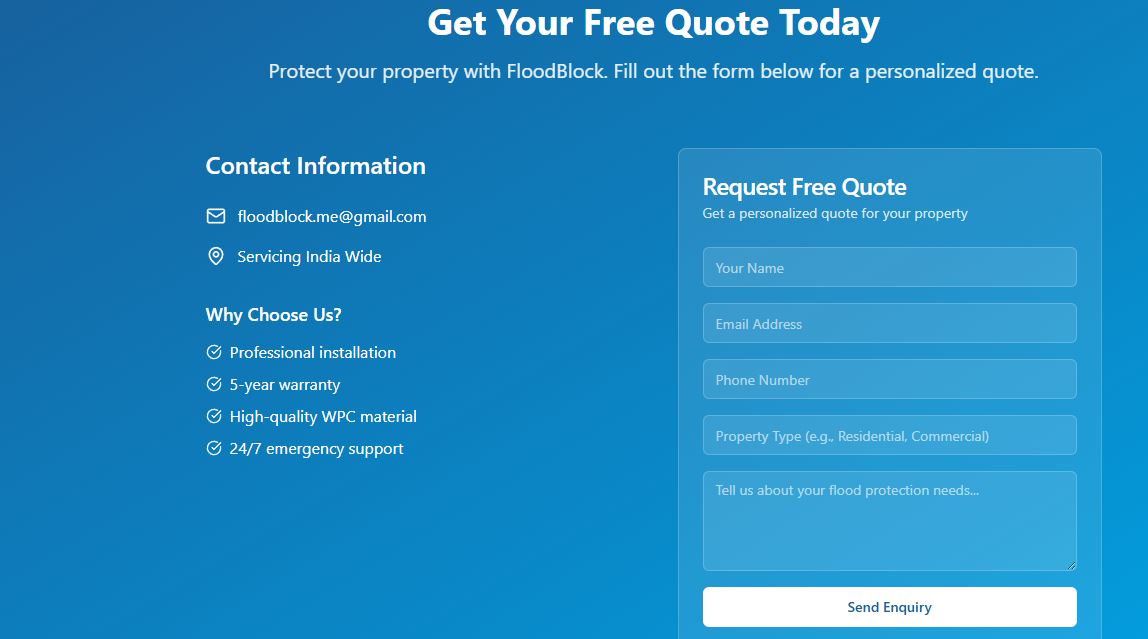 Get Your Free Quote Today
Protect your property with FloodBlock. Fill out the form below for a personalized quote.
Contact Information
floodblock.me@gmail.com
Servicing India Wide
Why Choose Us?
Professional installation
5-year warranty
High-quality WPC material
24/7 emergency support
Request Free Quote
Get a personalized quote for your property
Your Name
Email Address
Phone Number
Property Type (e.g., Residential, Commercial)
Tell us about your flood protection needs...
Send Enquiry